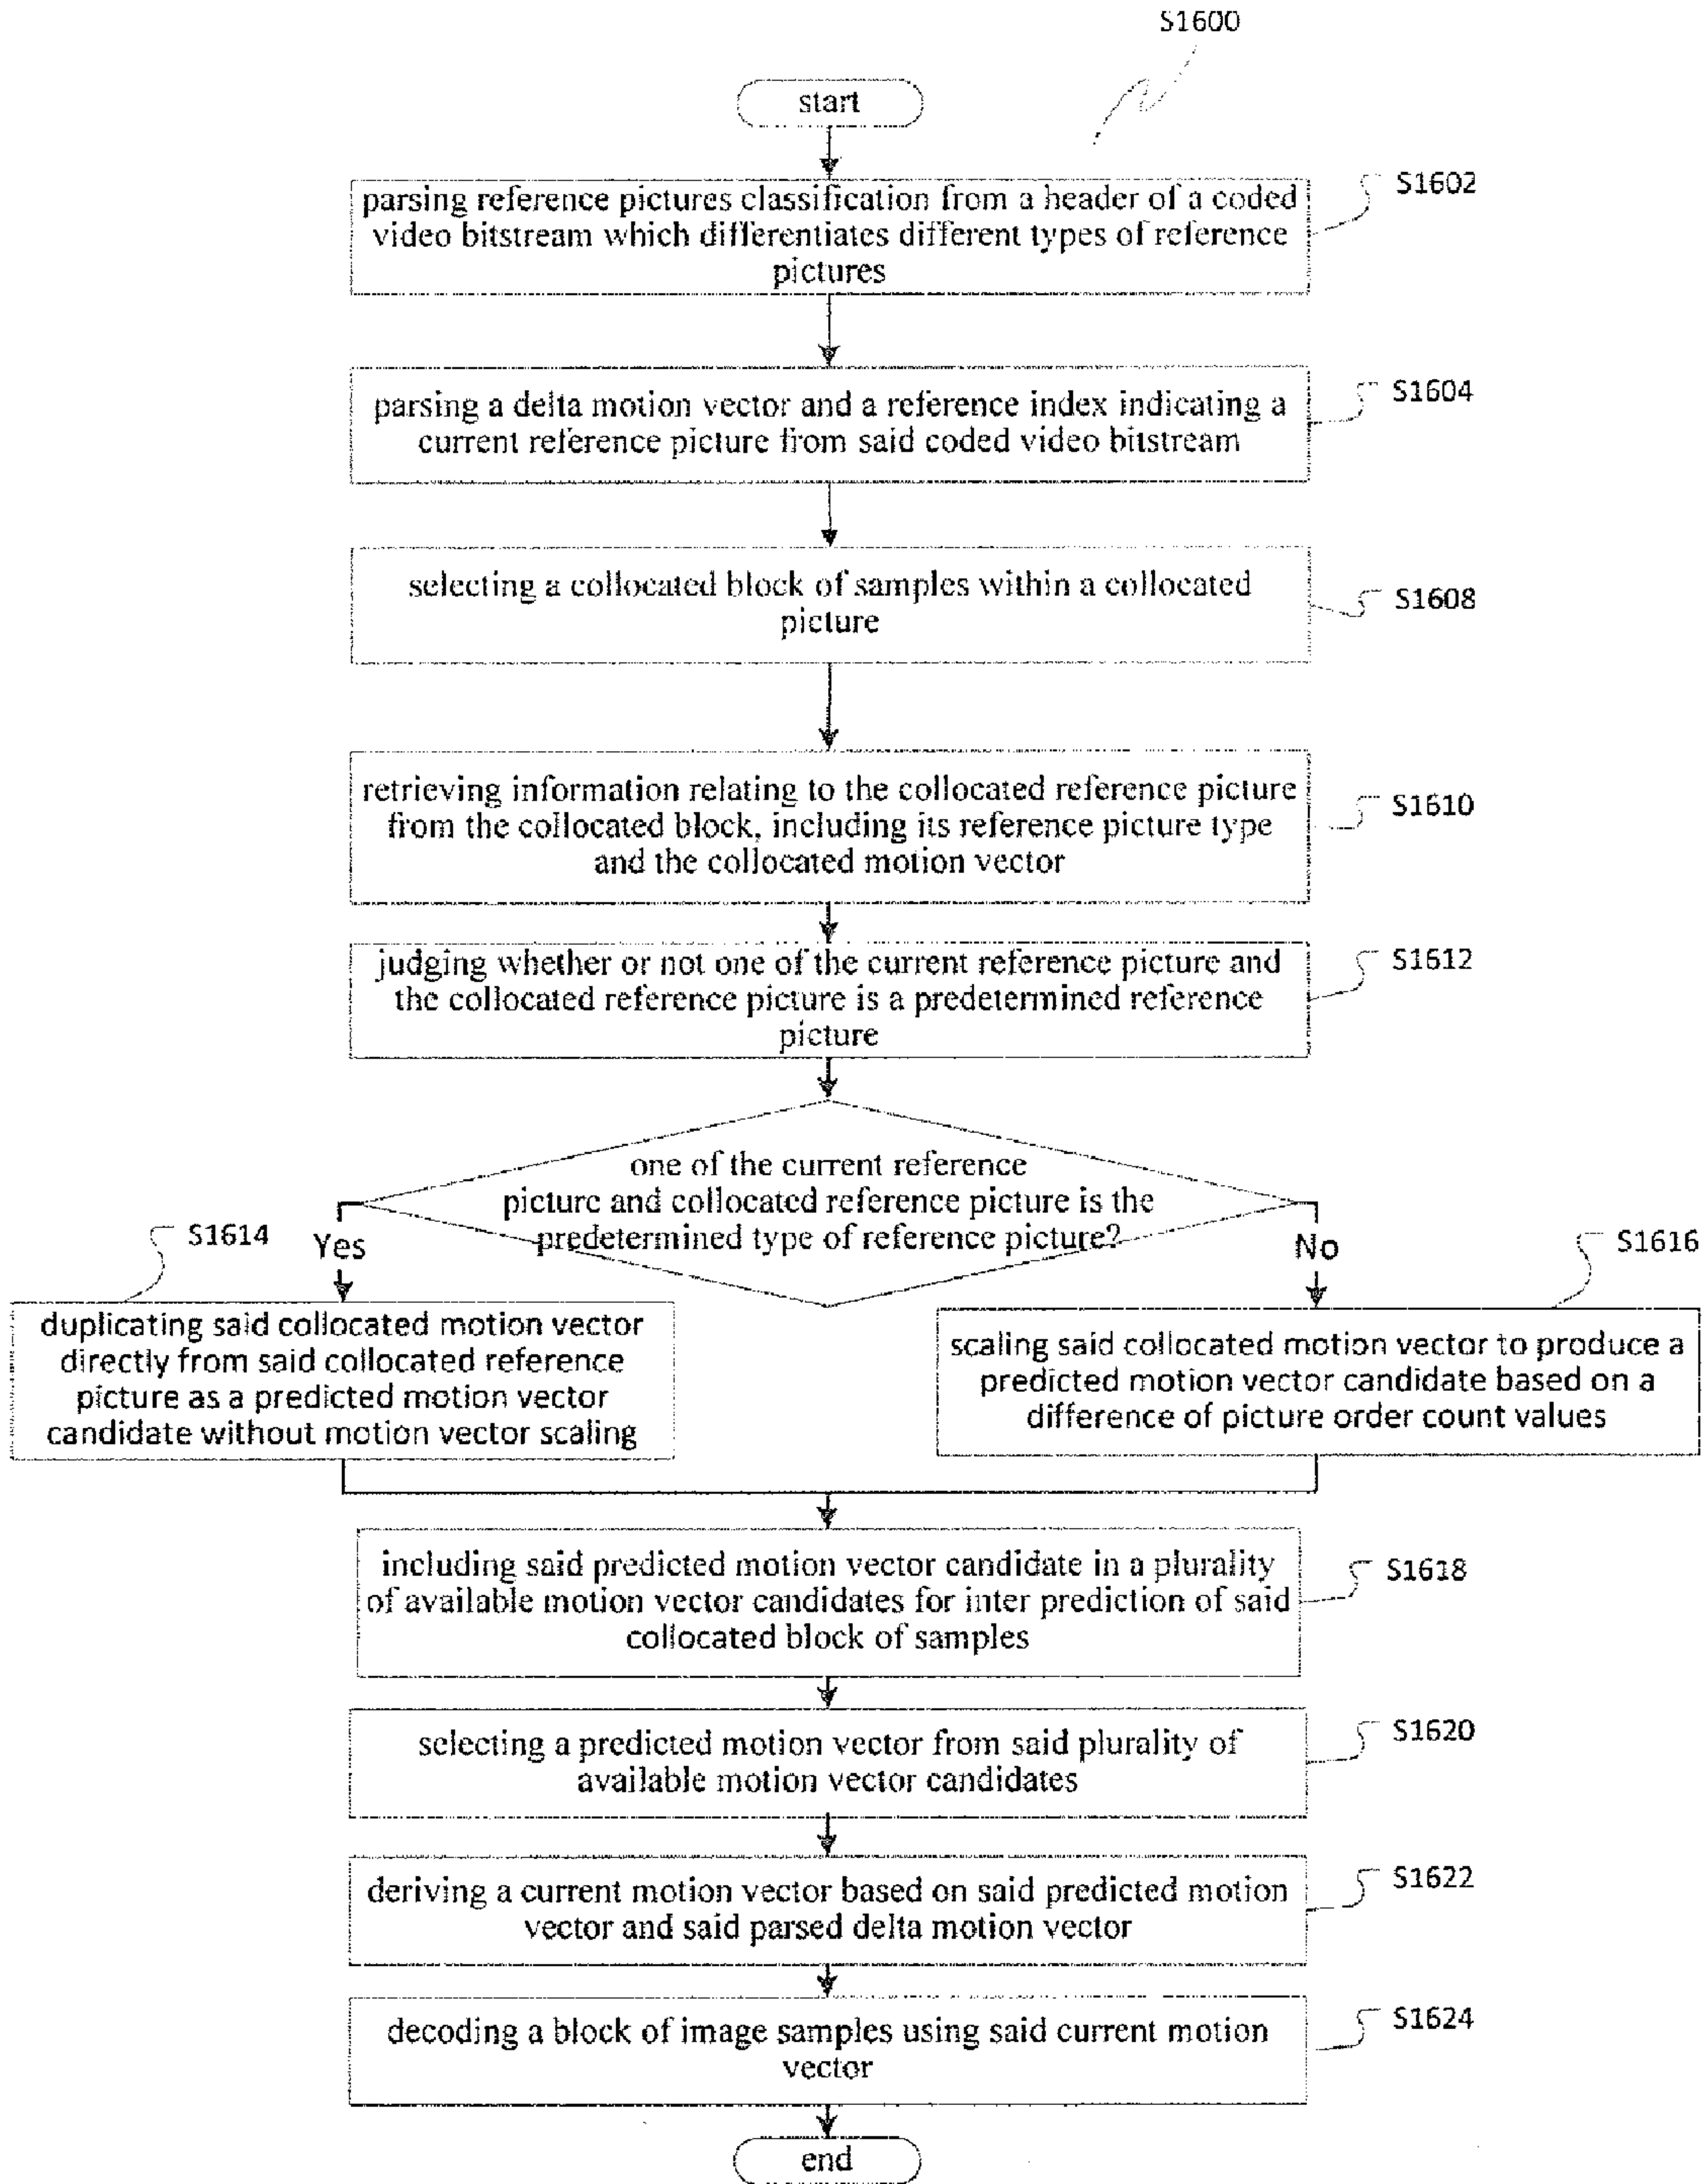 S1600
start
parsing reference pictures classification from a header of a coded
video bitstream which differentiates different types of reference
pictures
S1602
parsing a delta motion vector and a reference index indicating a
current reference picture from said coded video bitstream
S1604
selecting a collocated block of samples within a collocated
picture
S1608
retrieving information relating to the collocated reference picture
from the collocated block, including its reference picture type
and the collocated motion vector
S1610
judging whether or not one of the current reference picture and
the collocated reference picture is a predetermined reference
picture
S1612
one of the current reference
picture and collocated reference picture is the
predetermined type of reference picture?
S1614
Yes
No
S1616
duplicating said collocated motion vector
directly from said collocated reference
picture as a predicted motion vector
candidate without motion vector scaling
scaling said collocated motion vector to produce a
predicted motion vector candidate based on a
difference of picture order count values
including said predicted motion vector candidate in a plurality
of available motion vector candidates for inter prediction of said
collocated block of samples
S1618
selecting a predicted motion vector from said plurality of
available motion vector candidates
S1620
deriving a current motion vector based on said predicted motion
vector and said parsed delta motion vector
S1622
decoding a block of image samples using said current motion
vector
S1624
end